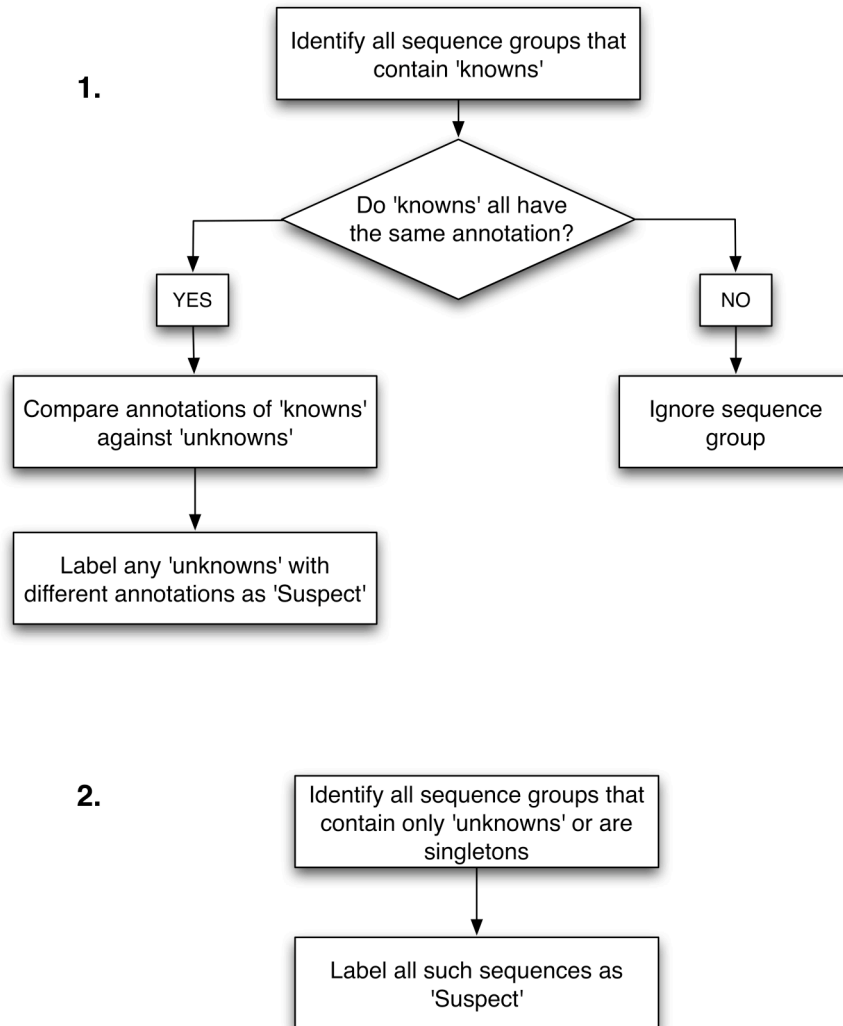 1.
Identify all sequence groups that
contain 'knowns'
Do 'knowns' all have
the same annotation?
YES
NO
Compare annotations of 'knowns'
against 'unknowns'
Ignore sequence
group
Label any 'unknowns' with
different annotations as 'Suspect'
2.
Identify all sequence groups that
contain only 'unknowns' or are
singletons
Label all such sequences as
'Suspect'